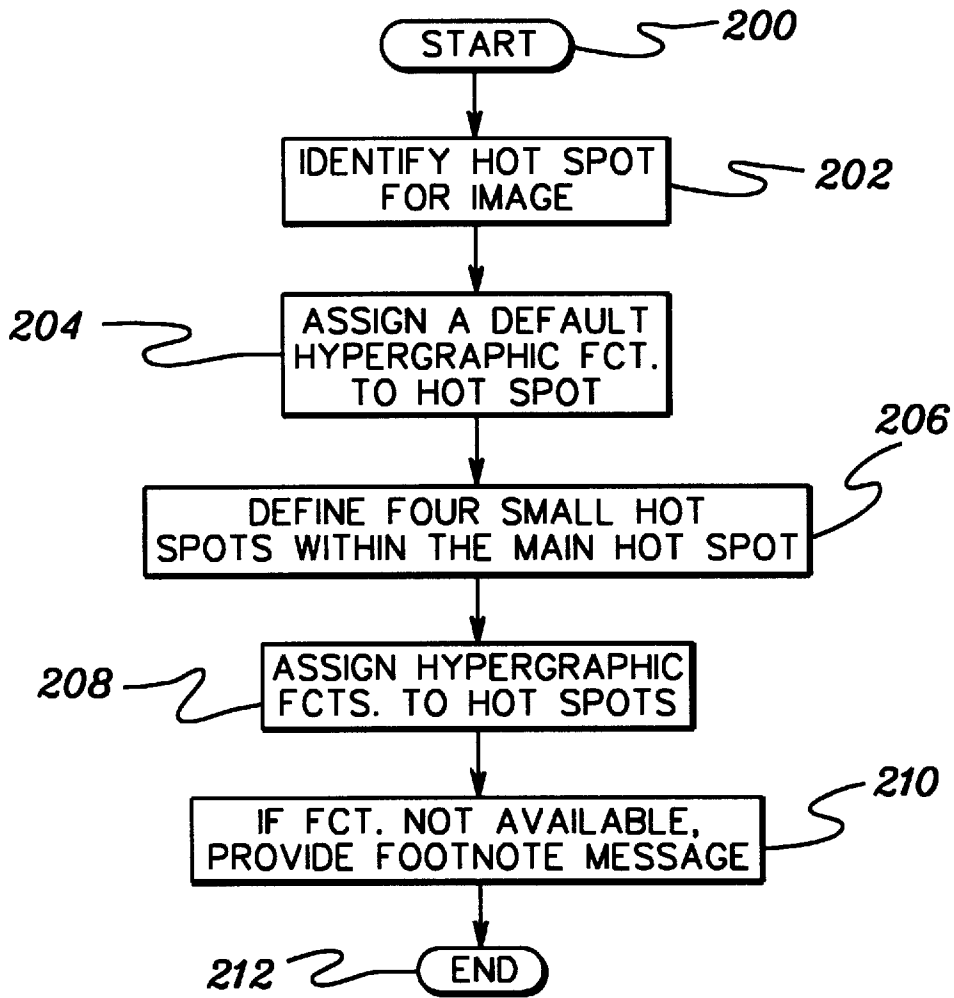 START
200
IDENTIFY HOT SPOT
FOR IMAGE
202
204
ASSIGN A DEFAULT
HYPERGRAPHIC FCT.
TO HOT SPOT
206
DEFINE FOUR SMALL HOT
SPOTS WITHIN THE MAIN HOT SPOT
208
ASSIGN HYPERGRAPHIC
FCTS. TO HOT SPOTS
210
IF FCT. NOT AVAILABLE,
PROVIDE FOOTNOTE MESSAGE
212
END